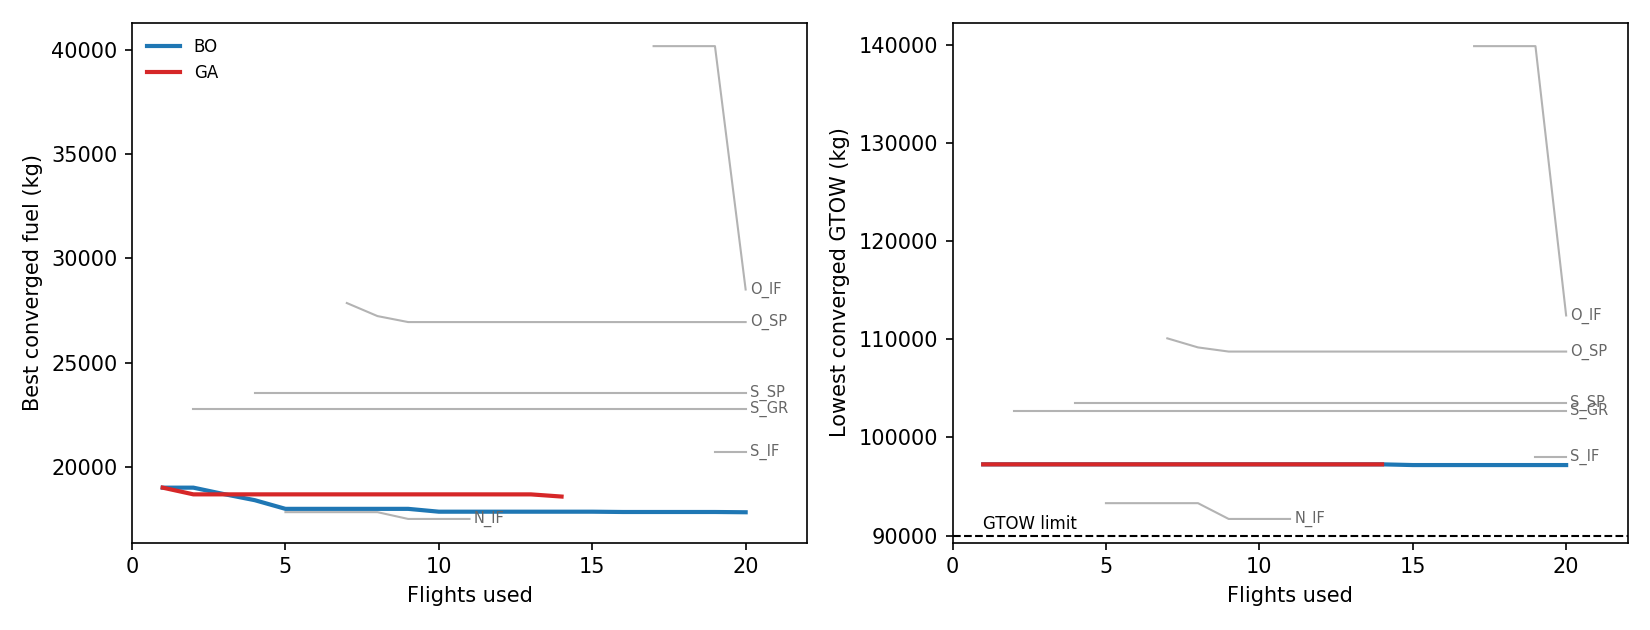 Best converged fuel (kg)
40000
35000
30000
25000
20000
BO
GA
O_IF
O_SP
S_SP
S_GR
S_IF
N_IF
0
5
10
15
20
Flights used
Lowest converged GTOW (kg)
140000
130000
120000
110000
100000
90000
O_IF
O_SP
S_SP
S_GR
S_IF
N_IF
GTOW limit
0
5
10
15
20
Flights used